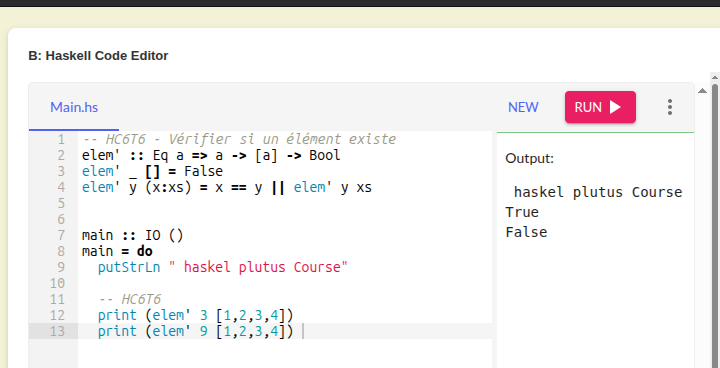 B: Haskell Code Editor
Main.hs
NEW
RUN
1 -- HC6T6 - Vérifier si un élément existe
2 elem' :: Eq a => a -> [a] -> Bool
3 elem' _ [] = False
4 elem' y (x:xs) = x == y || elem' y xs
5
6
7 main :: IO ()
8 main = do
9 putStrLn " haskel plutus Course"
10
11 -- HC6T6
12 print (elem' 3 [1,2,3,4])
13 print (elem' 9 [1,2,3,4])
Output:
haskel plutus Course
True
False